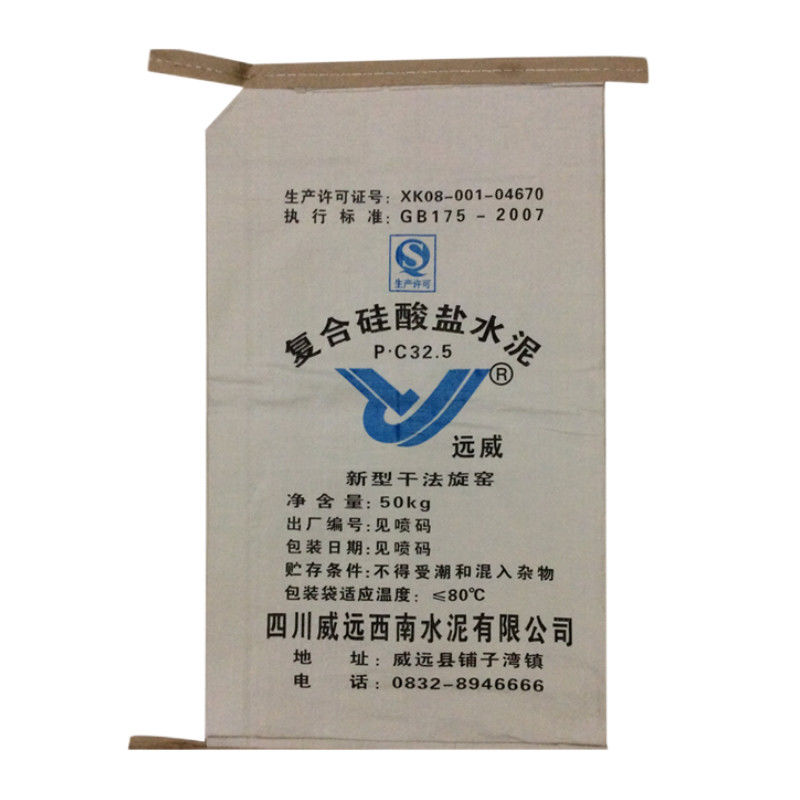 生产许可证号: XK08-001-04670
执行标准: GB175-2007
QS
生产许可
复合硅酸盐水泥
P·C32.5
®
远威
新型干法旋窑
净含量: 50kg
出厂编号: 见喷码
包装日期: 见喷码
贮存条件: 不得受潮和混入杂物
包装袋适应温度: ≤80℃
四川威远西南水泥有限公司
地址: 威远县铺子湾镇
电话: 0832-8946666